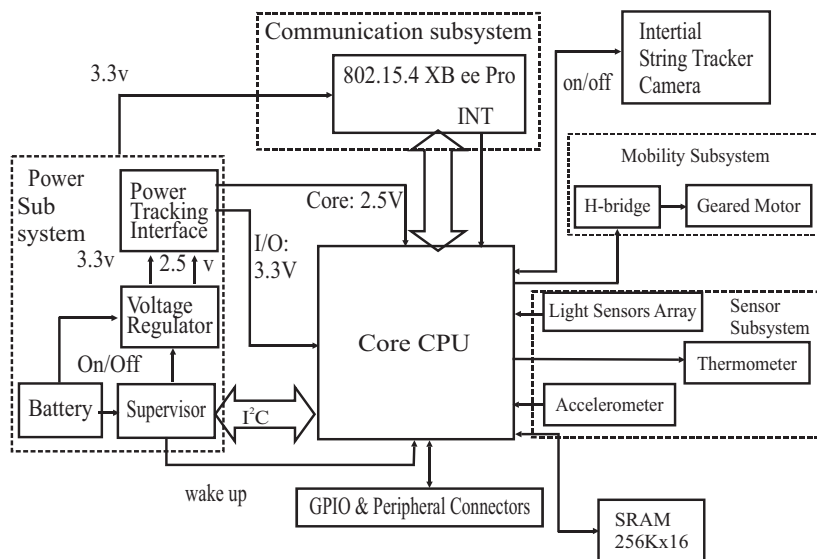 Communication subsystem
802.15.4 XB ee Pro
INT
3.3v
Intertial
String Tracker
Camera
on/off
Mobility Subsystem
H-bridge
Geared Motor
Power
Sub
system
Power
Tracking
Interface
Core: 2.5V
I/O:
3.3V
3.3v
2.5
v
Voltage
Regulator
On/Off
Battery
Supervisor
I²C
wake up
Core CPU
Light Sensors Array
Sensor
Subsystem
Thermometer
Accelerometer
GPIO & Peripheral Connectors
SRAM
256Kx16